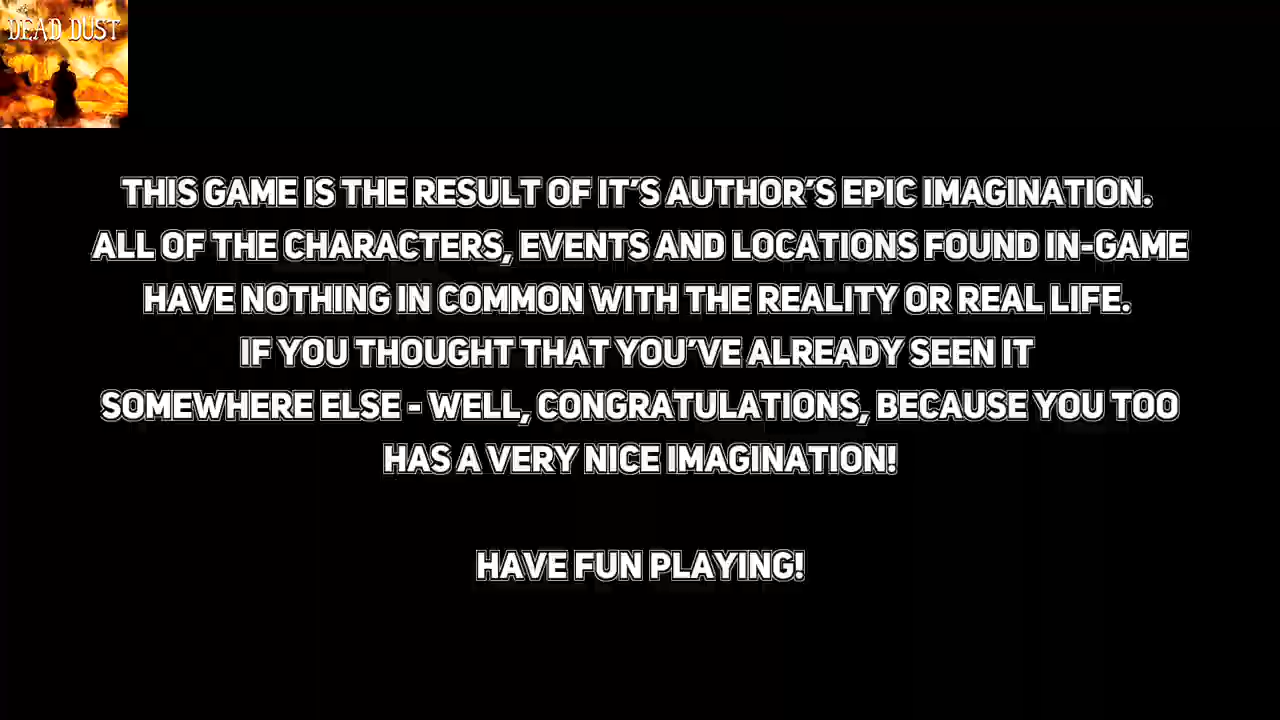 DEAD DUST
THIS GAME IS THE RESULT OF IT'S AUTHOR'S EPIC IMAGINATION.
ALL OF THE CHARACTERS, EVENTS AND LOCATIONS FOUND IN-GAME
HAVE NOTHING IN COMMON WITH THE REALITY OR REAL LIFE.
IF YOU THOUGHT THAT YOU'VE ALREADY SEEN IT
SOMEWHERE ELSE - WELL, CONGRATULATIONS, BECAUSE YOU TOO
HAS A VERY NICE IMAGINATION!
HAVE FUN PLAYING!